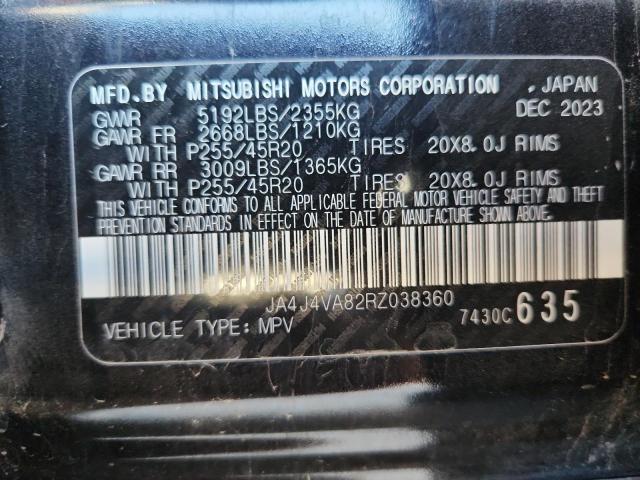 MFD.BY MITSUBISHI MOTORS CORPORATION , JAPAN
GWWR 5192LBS/2355KG DEC 2023
GAWR FR 2668LBS/1210KG
WITH P255/45R20 TIRES 20X8.0J RIMS
GAWR RR 3009LBS/1365KG
WITH P255/45R20 TIRES 20X8.0J RIMS
THIS VEHICLE CONFORMS TO ALL APPLICABLE FEDERAL MOTOR VEHICLE SAFETY AND THEFT
PREVENTION STANDARDS IN EFFECT ON THE DATE OF MANUFACTURE SHOWN ABOVE.
JA4J4VA82RZ038360
VEHICLE TYPE: MPV 7430C 635